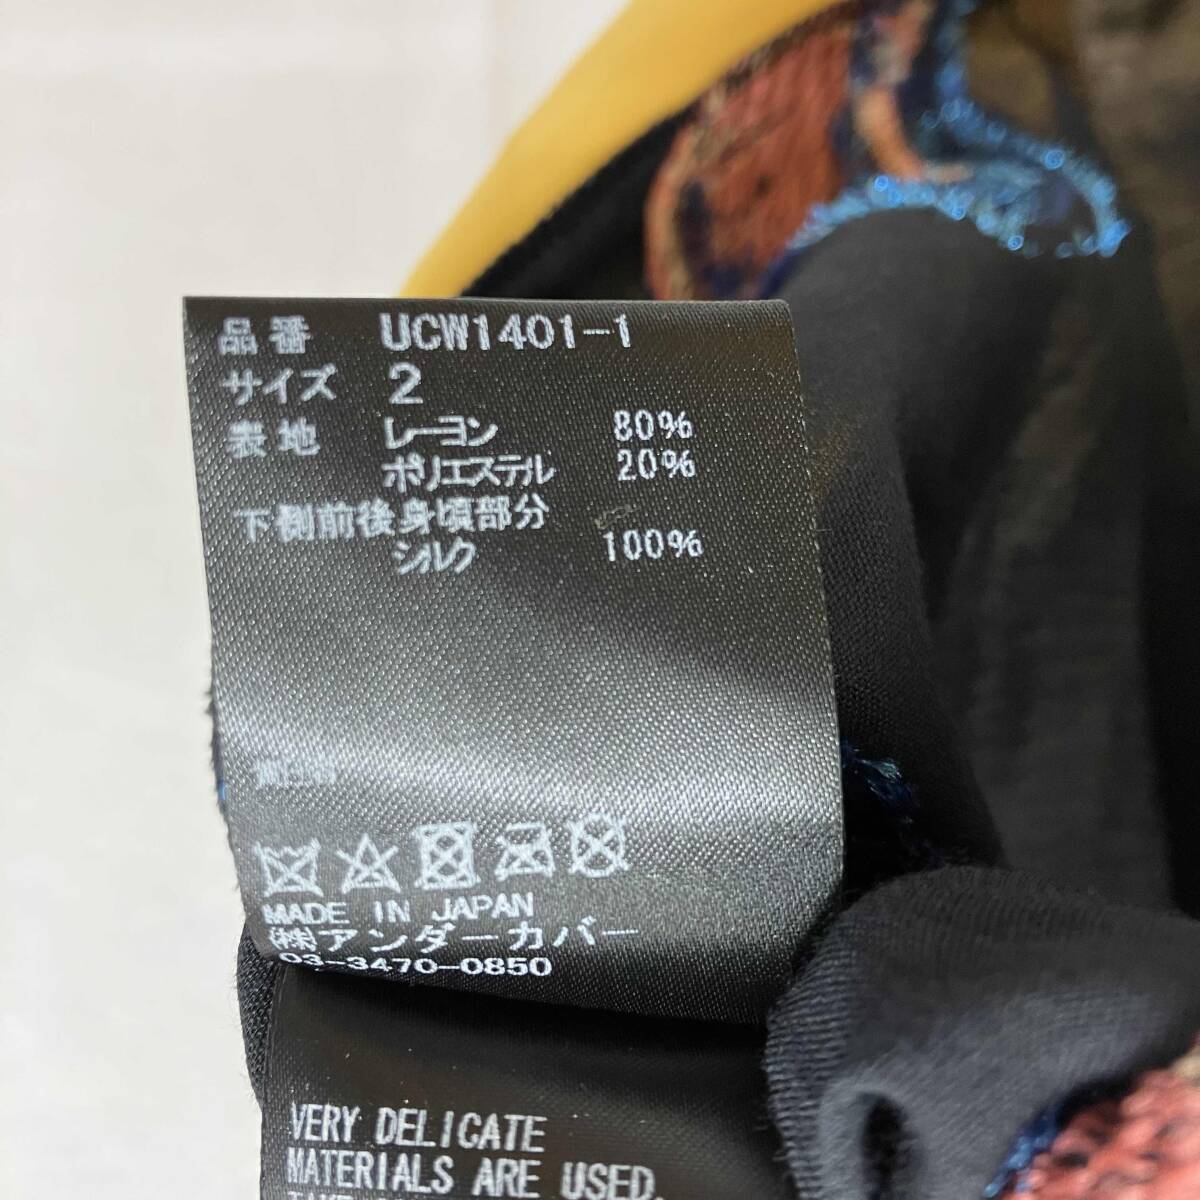 品番 UCW1401-1
サイズ 2
表地 レーヨン 80%
ポリエステル 20%
下側前後身頃部分
シルク 100%
MADE IN JAPAN
(株)アンダーカバー
03-3470-0850
VERY DELICATE
MATERIALS ARE USED.